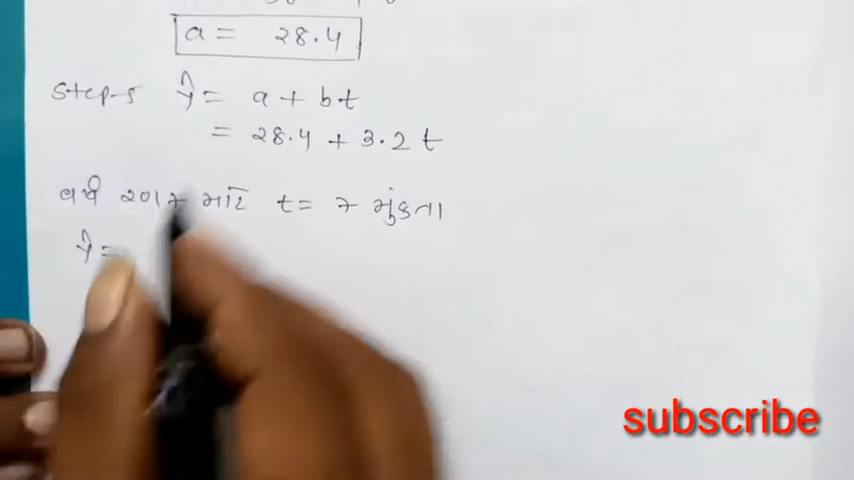 a = 28.4
Step-5 ŷ = a + bt
= 28.4 + 3.2 t
વર્ષ 2017 માટે t = 7 મુંકતા
ŷ =
subscribe